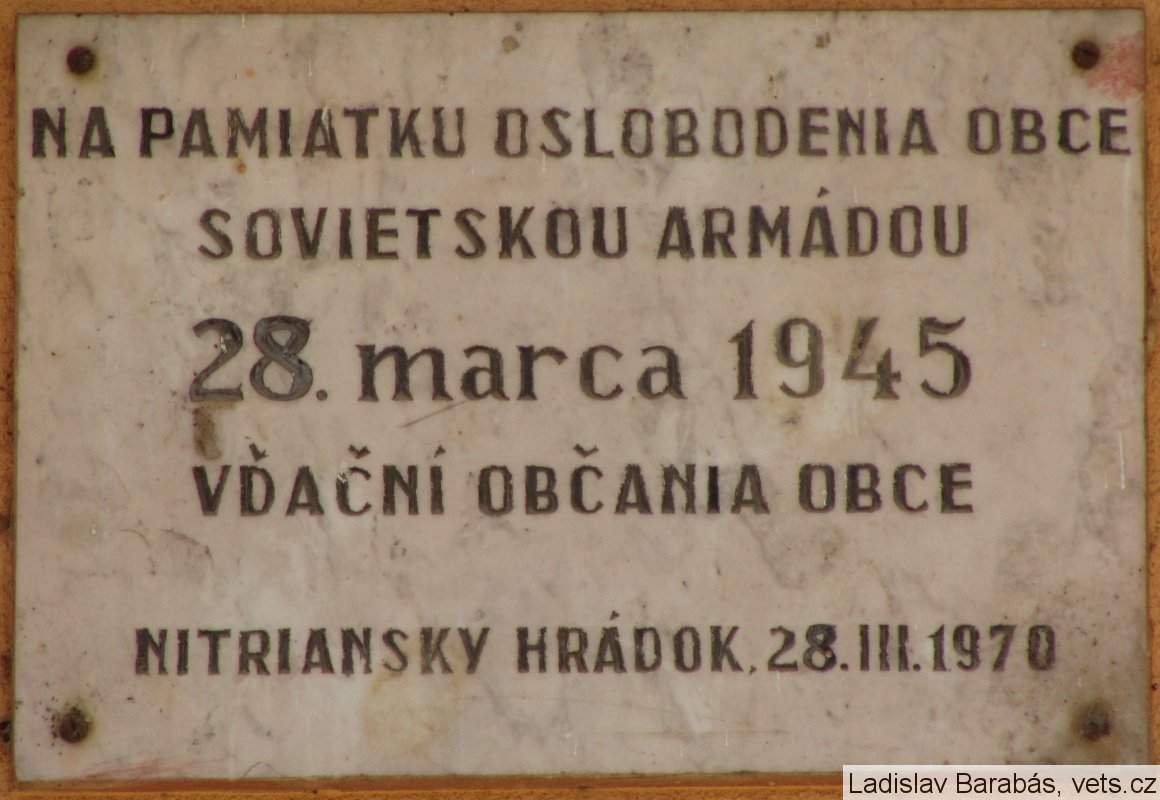 NA PAMIATKU OSLOBODENIA OBCE
SOVIETSKOU ARMÁDOU
28. marca 1945
VĎAČNÍ OBČANIA OBCE
NITRIANSKY HRÁDOK, 28.III.1970
Ladislav Barabás, vets.cz